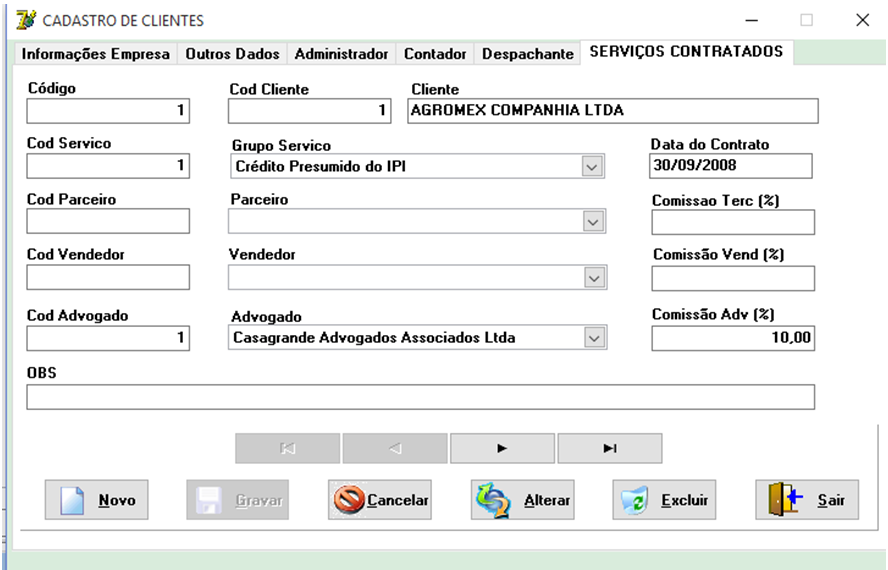 CADASTRO DE CLIENTES
Informações Empresa Outros Dados Administrador Contador Despachante SERVIÇOS CONTRATADOS
Código Cod Cliente Cliente
1 1 AGROMEX COMPANHIA LTDA
Cod Servico Grupo Servico Data do Contrato
1 Crédito Presumido do IPI 30/09/2008
Cod Parceiro Parceiro Comissao Terc (%)
Cod Vendedor Vendedor Comissão Vend (%)
Cod Advogado Advogado Comissão Adv (%)
1 Casagrande Advogados Associados Ltda 10,00
OBS
Novo Gravar Cancelar Alterar Excluir Sair